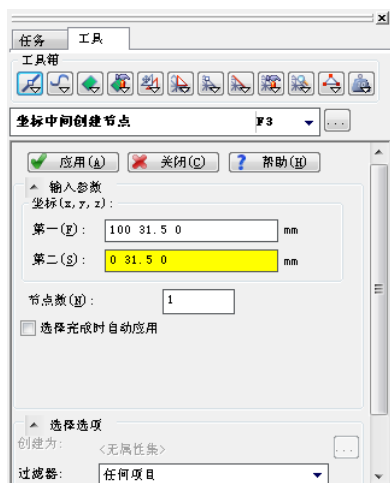 任务 工具
工具箱
坐标中间创建节点 F3 ...
应用(A) 关闭(C) ? 帮助(H)
输入参数
坐标(x, y, z):
第一(F): 100 31.5 0 mm
第二(S): 0 31.5 0 mm
节点数(N): 1
选择完成时自动应用
选择选项
创建为: <无属性集> ...
过滤器: 任何项目